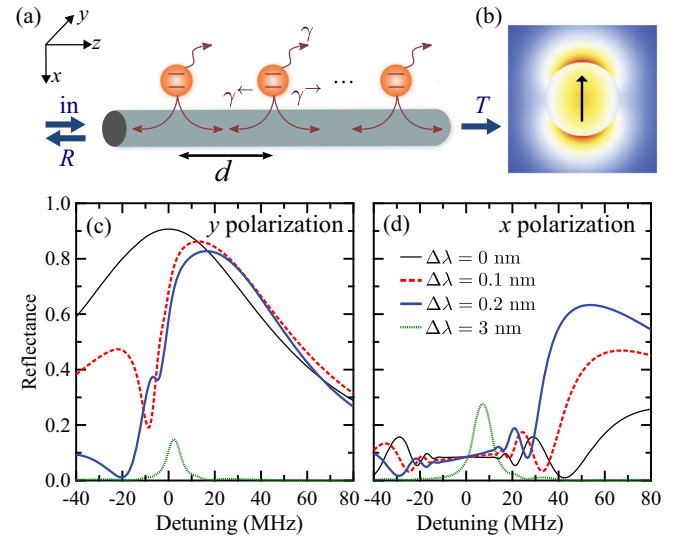 (a)
y
z
x
γ
γ← γ→ ...
in
R
d
T
(b)
(c) y polarization
(d) x polarization
Δλ = 0 nm
Δλ = 0.1 nm
Δλ = 0.2 nm
Δλ = 3 nm
Reflectance
1.0
0.8
0.6
0.4
0.2
0.0
-40 -20 0 20 40 60 80
-40 -20 0 20 40 60 80
Detuning (MHz) Detuning (MHz)